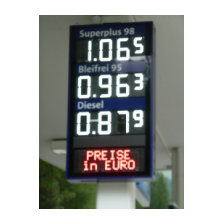 Superplus 98
1.065
Bleifrei 95
0.963
Diesel
0.879
PREISE
in EURO